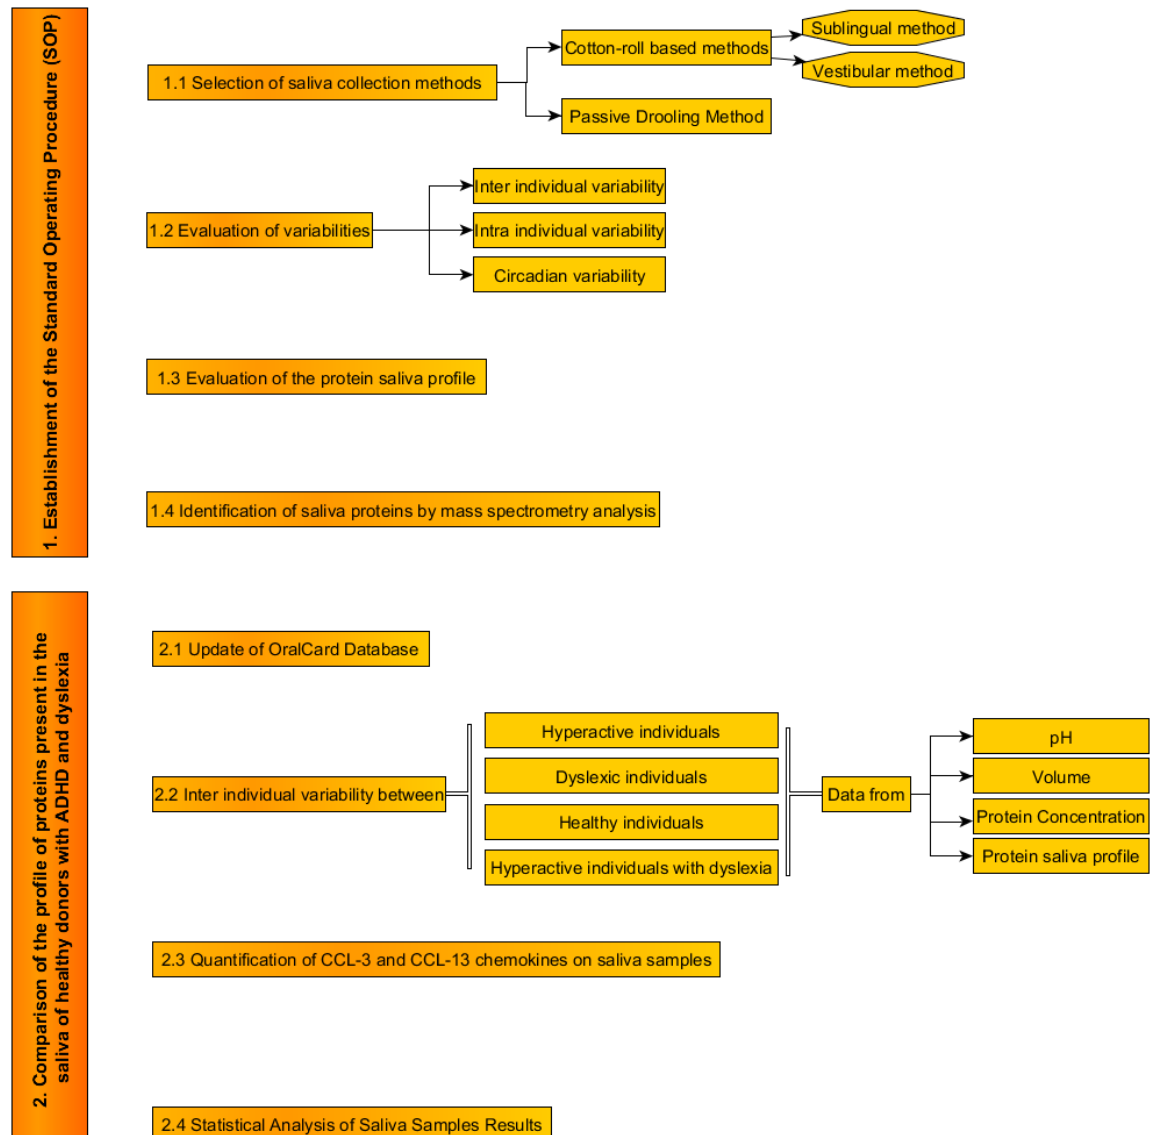 1. Establishment of the Standard Operating Procedure (SOP)
1.1 Selection of saliva collection methods
Cotton-roll based methods
Sublingual method
Vestibular method
Passive Drooling Method
1.2 Evaluation of variabilities
Inter individual variability
Intra individual variability
Circadian variability
1.3 Evaluation of the protein saliva profile
1.4 Identification of saliva proteins by mass spectrometry analysis
2. Comparison of the profile of proteins present in the
saliva of healthy donors with ADHD and dyslexia
2.1 Update of OralCard Database
2.2 Inter individual variability between
Hyperactive individuals
Dyslexic individuals
Healthy individuals
Hyperactive individuals with dyslexia
Data from
pH
Volume
Protein Concentration
Protein saliva profile
2.3 Quantification of CCL-3 and CCL-13 chemokines on saliva samples
2.4 Statistical Analysis of Saliva Samples Results